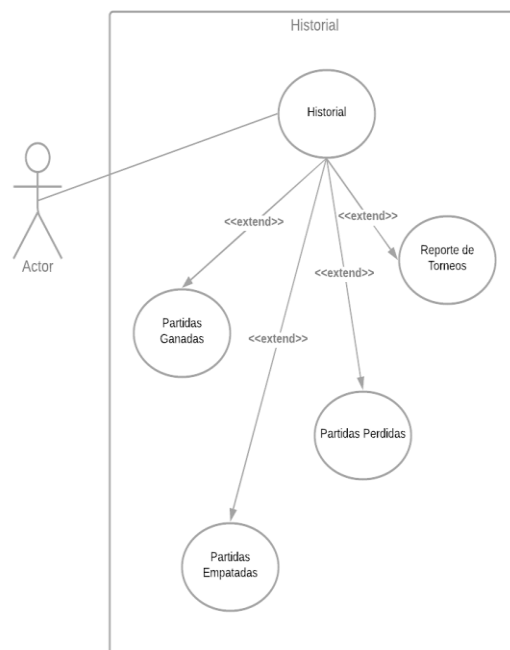 Historial
Historial
<<extend>>
<<extend>>
Reporte de
Torneos
Actor
<<extend>>
Partidas
Ganadas
<<extend>>
Partidas Perdidas
Partidas
Empatadas